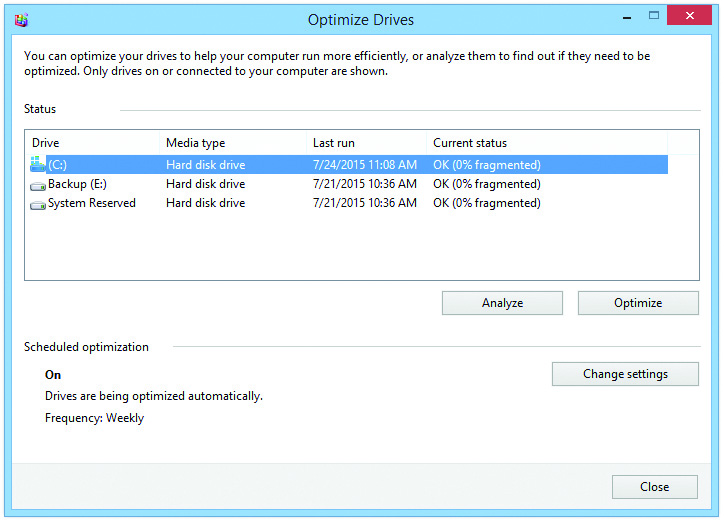 Optimize Drives
You can optimize your drives to help your computer run more efficiently, or analyze them to find out if they need to be
optimized. Only drives on or connected to your computer are shown.
Status
Drive Media type Last run Current status
(C:) Hard disk drive 7/24/2015 11:08 AM OK (0% fragmented)
Backup (E:) Hard disk drive 7/21/2015 10:36 AM OK (0% fragmented)
System Reserved Hard disk drive 7/21/2015 10:36 AM OK (0% fragmented)
Analyze Optimize
Scheduled optimization
On Change settings
Drives are being optimized automatically.
Frequency: Weekly
Close